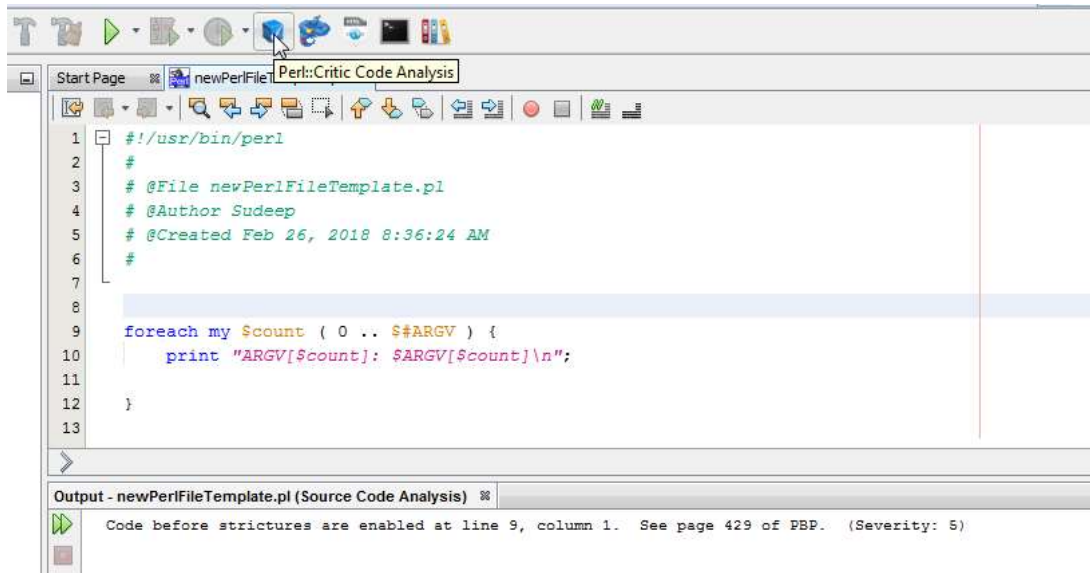 Perl::Critic Code Analysis
Start Page
newPerlFileT
1 #!/usr/bin/perl
2 #
3 # @File newPerlFileTemplate.pl
4 # @Author Sudeep
5 # @Created Feb 26, 2018 8:36:24 AM
6 #
7
8
9 foreach my $count ( 0 .. $#ARGV ) {
10 print "ARGV[$count]: $ARGV[$count]\n";
11
12 }
13
Output - newPerlFileTemplate.pl (Source Code Analysis)
Code before strictures are enabled at line 9, column 1. See page 429 of PBP. (Severity: 5)